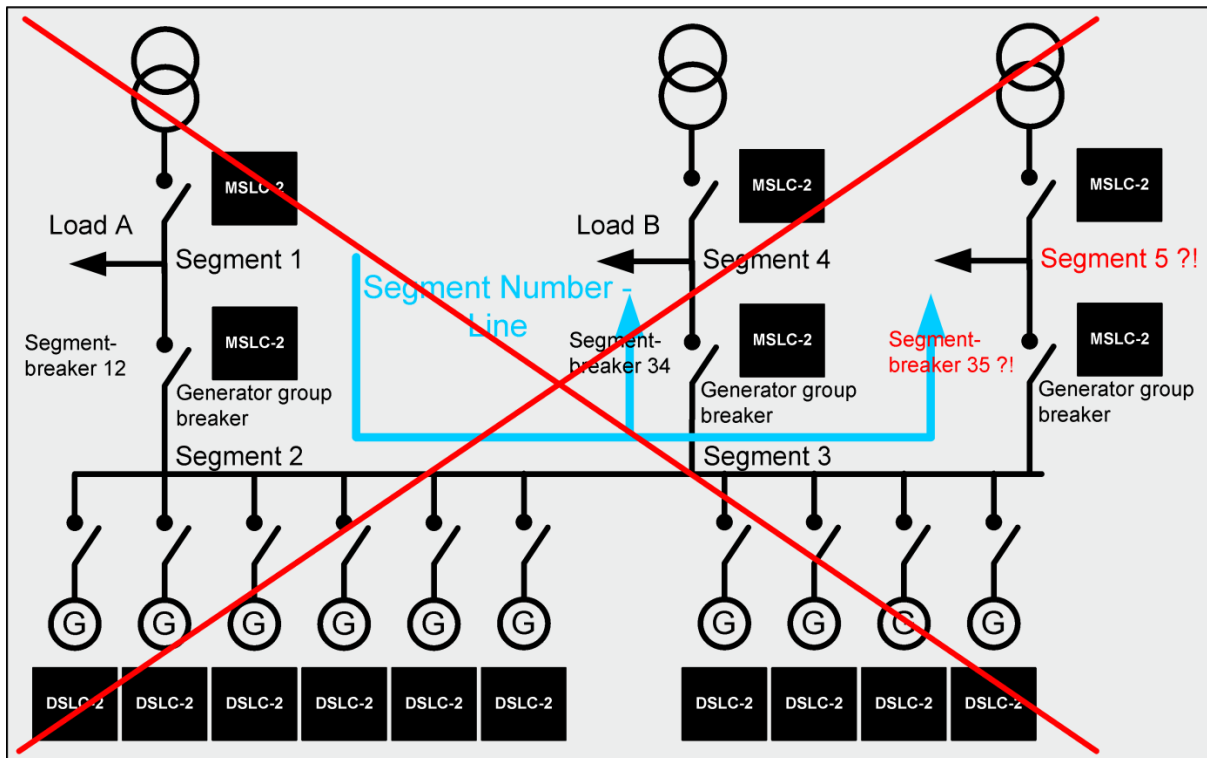 MSLC-2
MSLC-2
MSLC-2
Load A
Load B
Segment 1
Segment 4
Segment 5 ?!
Segment Number -
Line
Segment-
breaker 12
MSLC-2
Generator group
breaker
Segment-
breaker 34
MSLC-2
Generator group
breaker
Segment-
breaker 35 ?!
MSLC-2
Generator group
breaker
Segment 2
Segment 3
G G G G G G G G G G
DSLC-2 DSLC-2 DSLC-2 DSLC-2 DSLC-2 DSLC-2 DSLC-2 DSLC-2 DSLC-2 DSLC-2